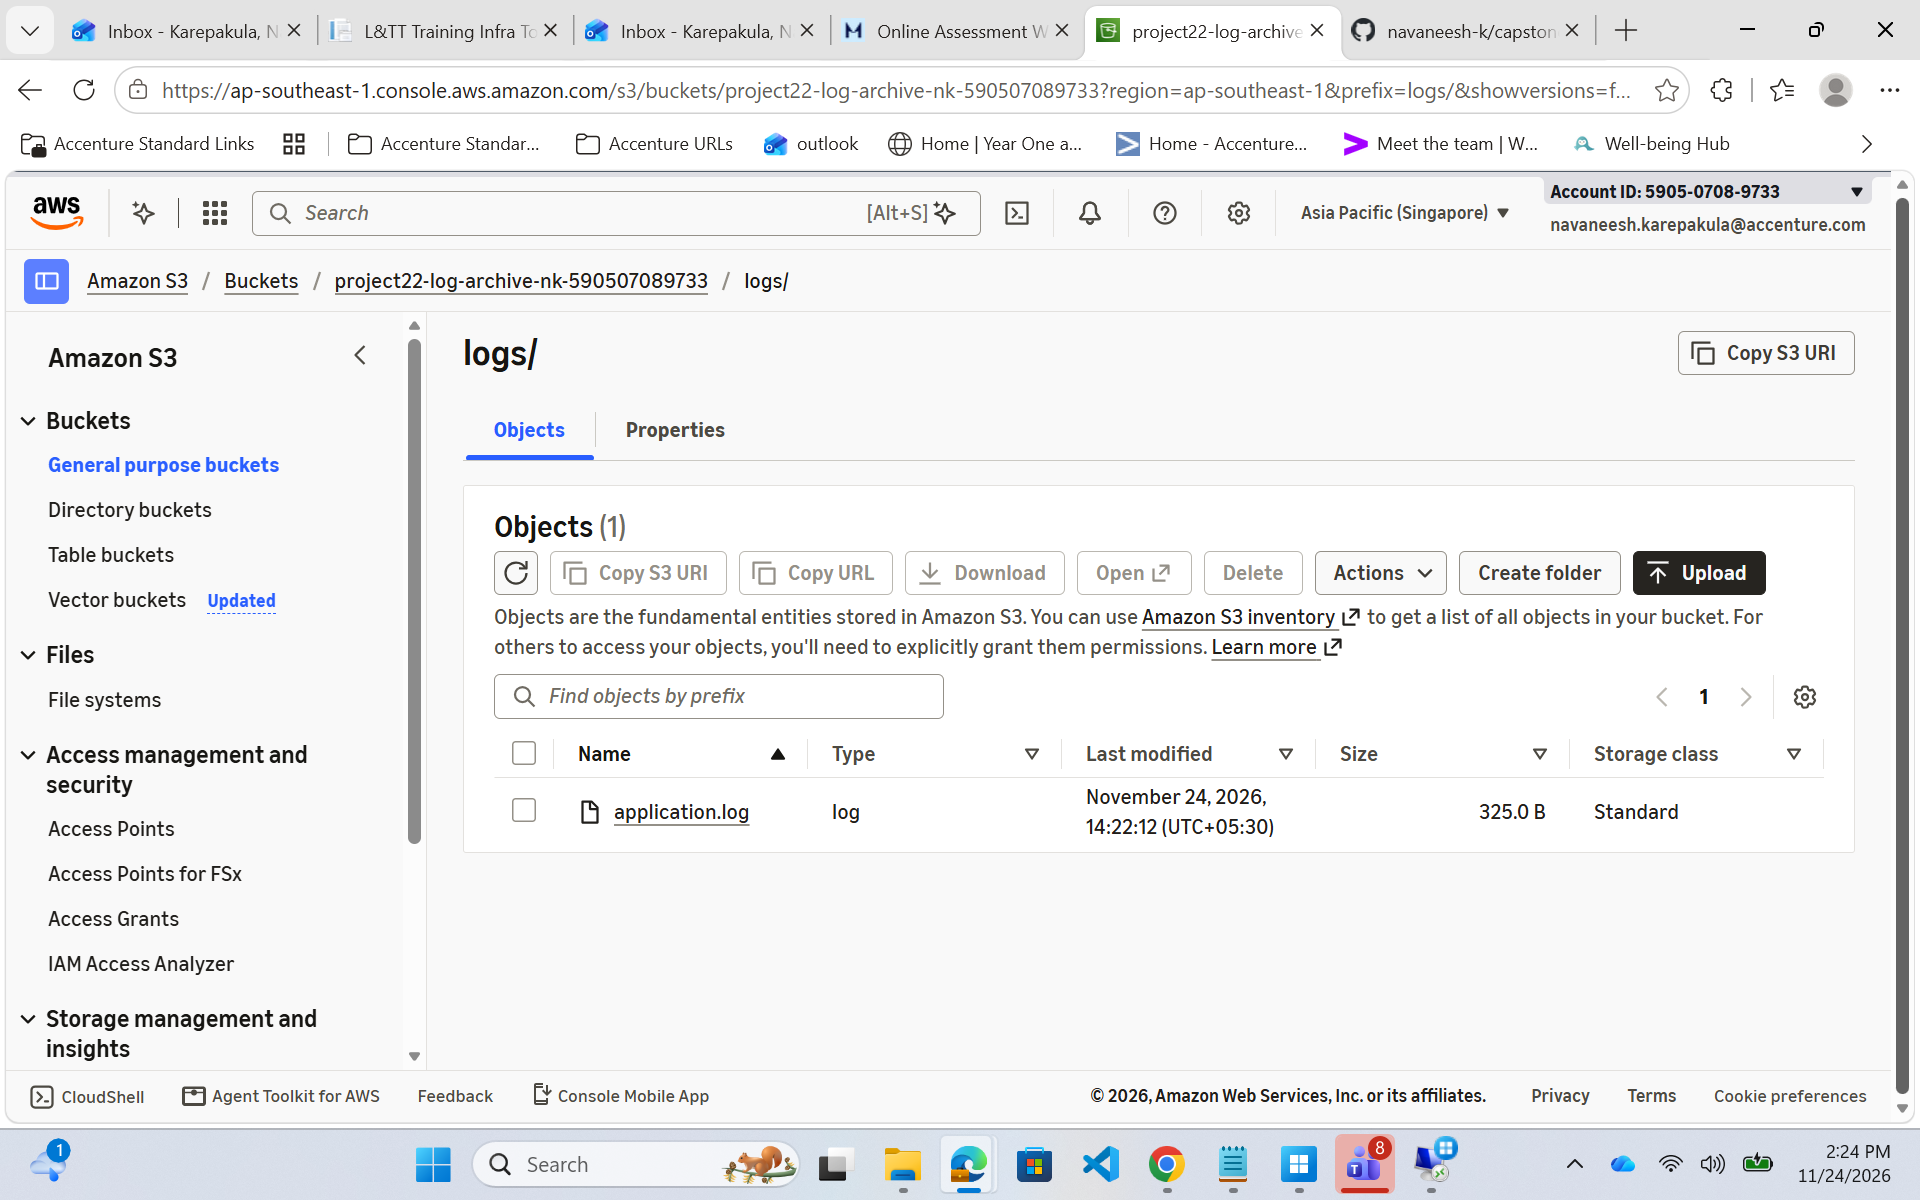 Inbox - Karepakula, N
L&TT Training Infra To
Inbox - Karepakula, N
Online Assessment W
project22-log-archive
navaneesh-k/capston
https://ap-southeast-1.console.aws.amazon.com/s3/buckets/project22-log-archive-nk-590507089733?region=ap-southeast-1&prefix=logs/&showversions=f...
Accenture Standard Links
Accenture Standar...
Accenture URLs
outlook
Home | Year One a...
Home - Accenture...
Meet the team | W...
Well-being Hub
aws
Search
[Alt+S]
Asia Pacific (Singapore)
Account ID: 5905-0708-9733
navaneesh.karepakula@accenture.com
Amazon S3 / Buckets / project22-log-archive-nk-590507089733 / logs/
Amazon S3
Buckets
General purpose buckets
Directory buckets
Table buckets
Vector buckets Updated
Files
File systems
Access management and
security
Access Points
Access Points for FSx
Access Grants
IAM Access Analyzer
Storage management and
insights
logs/
Copy S3 URI
Objects
Properties
Objects (1)
Copy S3 URI
Copy URL
Download
Open
Delete
Actions
Create folder
Upload
Objects are the fundamental entities stored in Amazon S3. You can use Amazon S3 inventory to get a list of all objects in your bucket. For
others to access your objects, you'll need to explicitly grant them permissions. Learn more
Find objects by prefix
1
Name Type Last modified Size Storage class
application.log log November 24, 2026, 325.0 B Standard
14:22:12 (UTC+05:30)
CloudShell
Agent Toolkit for AWS
Feedback
Console Mobile App
© 2026, Amazon Web Services, Inc. or its affiliates.
Privacy
Terms
Cookie preferences
1
Search
T
8
2:24 PM
11/24/2026